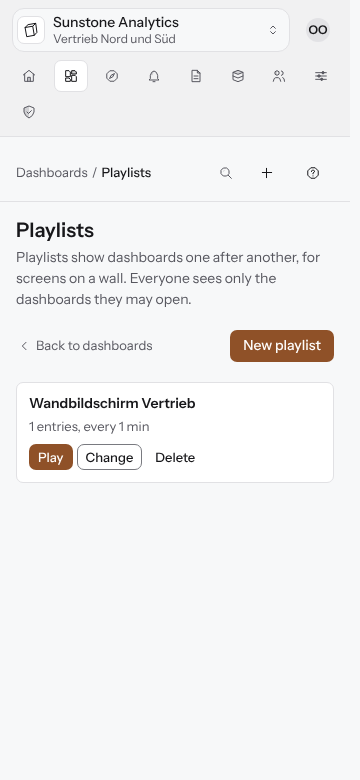 Sunstone Analytics
Vertrieb Nord und Süd
OO
Dashboards / Playlists
Playlists
Playlists show dashboards one after another, for
screens on a wall. Everyone sees only the
dashboards they may open.
Back to dashboards
New playlist
Wandbildschirm Vertrieb
1 entries, every 1 min
Play
Change
Delete